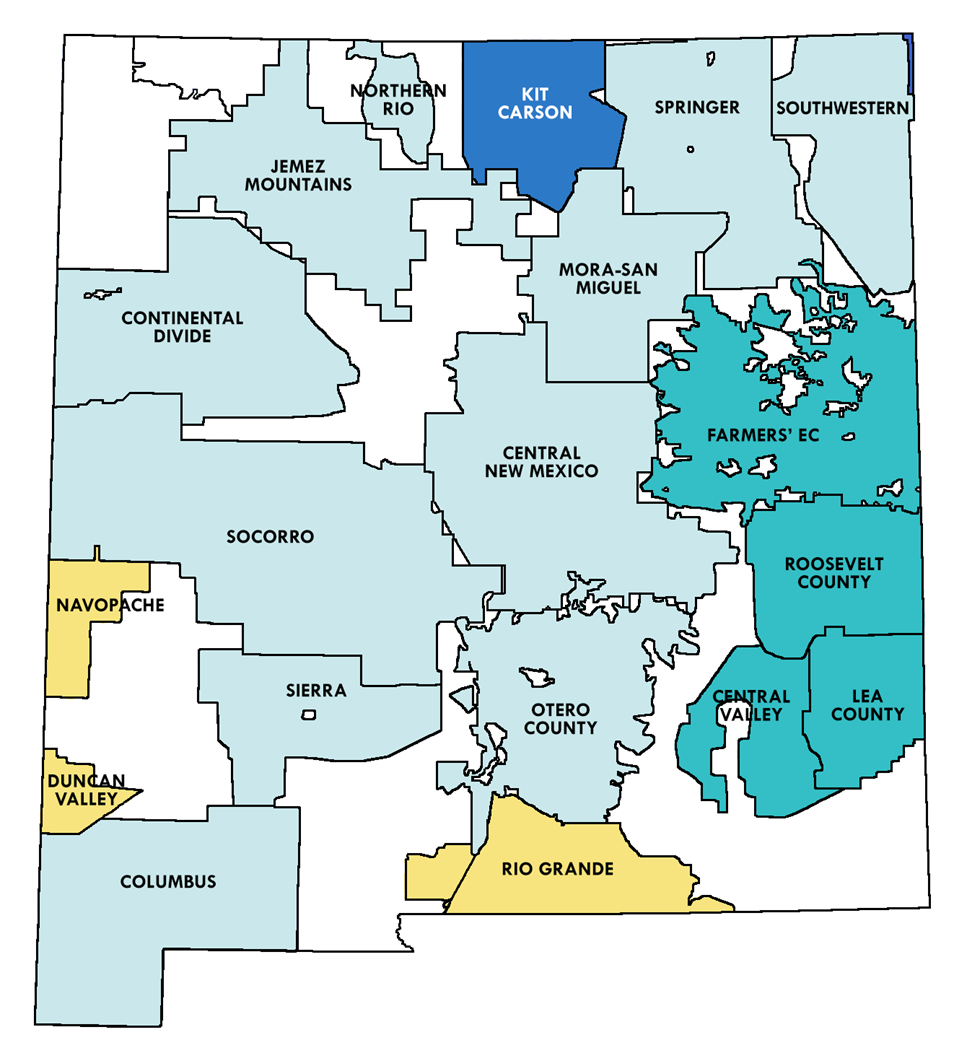 NORTHERN
RIO
KIT
CARSON
SPRINGER
SOUTHWESTERN
JEMEZ
MOUNTAINS
MORA-SAN
MIGUEL
CONTINENTAL
DIVIDE
FARMERS' EC
CENTRAL
NEW MEXICO
SOCORRO
ROOSEVELT
COUNTY
NAVOPACHE
SIERRA
OTERO
COUNTY
CENTRAL
VALLEY
LEA
COUNTY
DUNCAN
VALLEY
COLUMBUS
RIO GRANDE